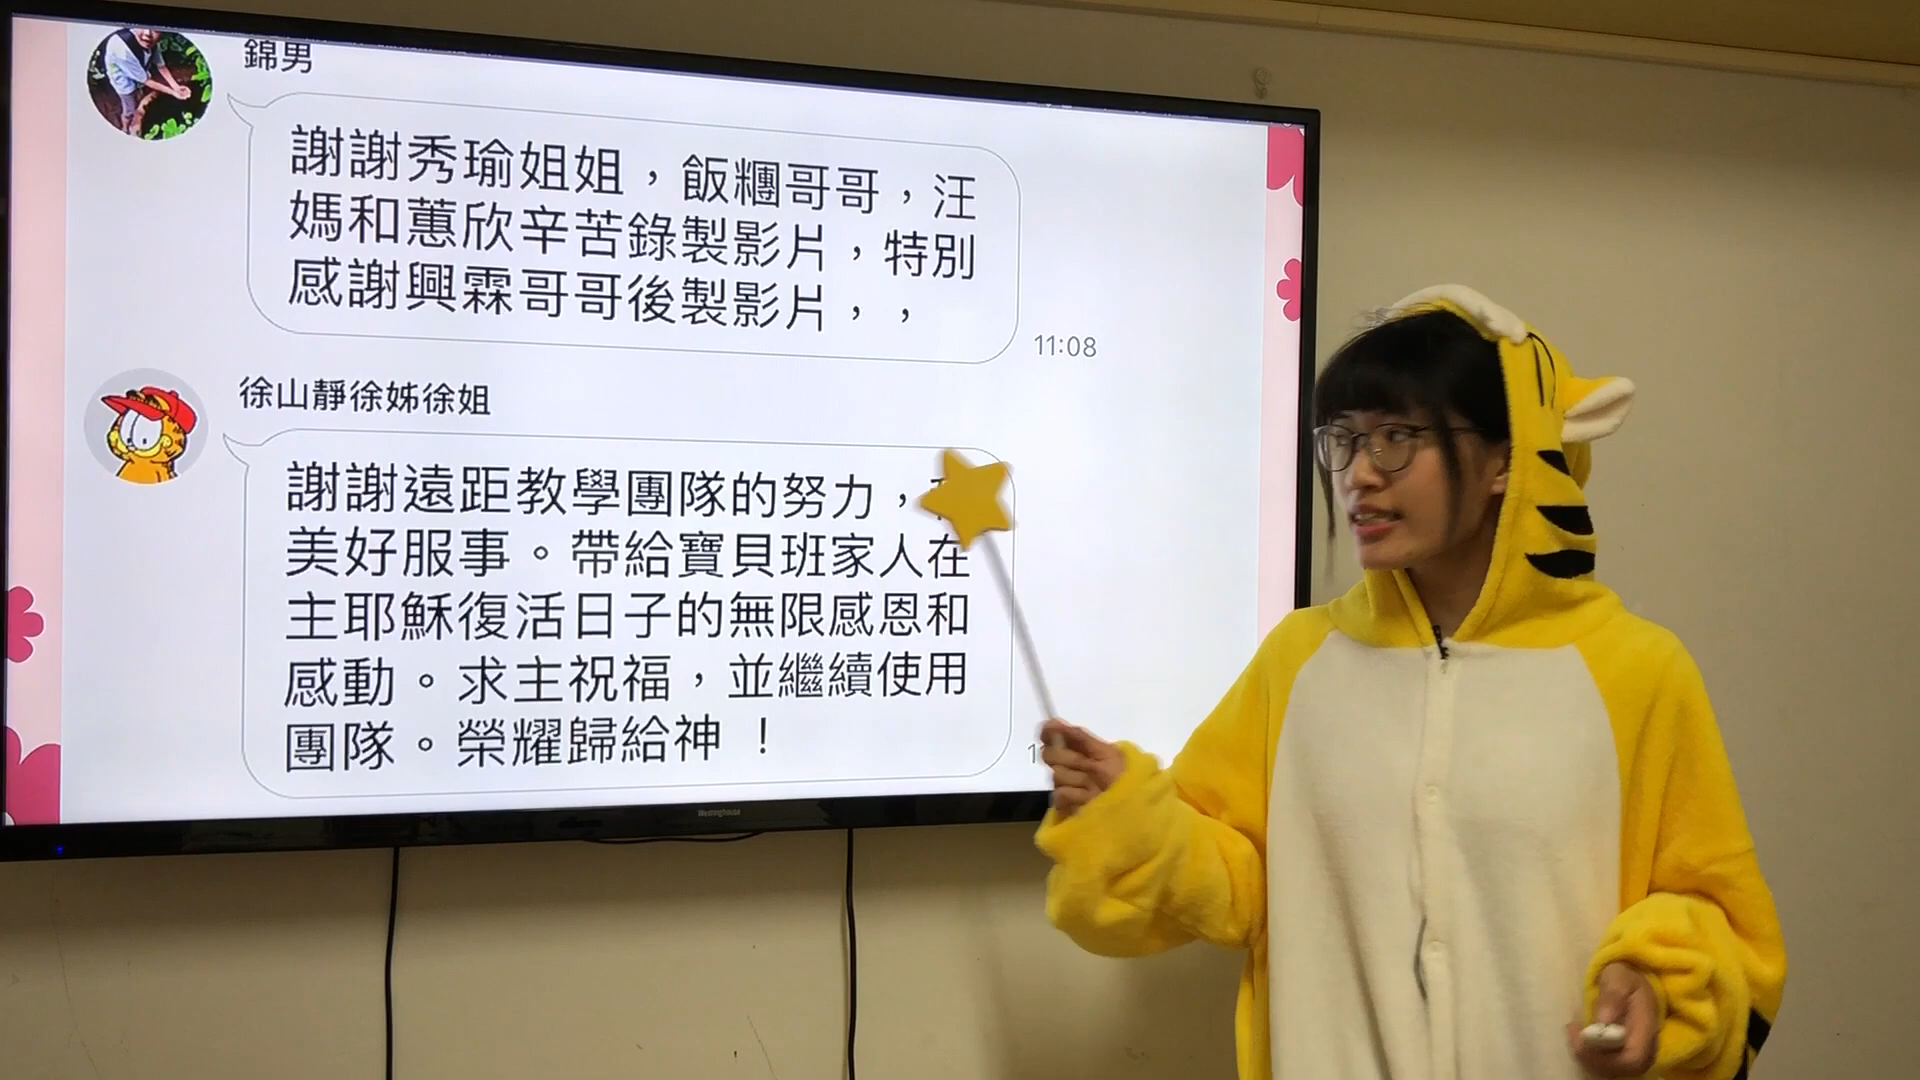 錦男
謝謝秀瑜姐姐，飯糰哥哥，汪
媽和蕙欣辛苦錄製影片，特別
感謝興霖哥哥後製影片，，
11:08
徐山靜徐姊徐姐
謝謝遠距教學團隊的努力，
美好服事。帶給寶貝班家人在
主耶穌復活日子的無限感恩和
感動。求主祝福，並繼續使用
團隊。榮耀歸給神！
Westinghouse